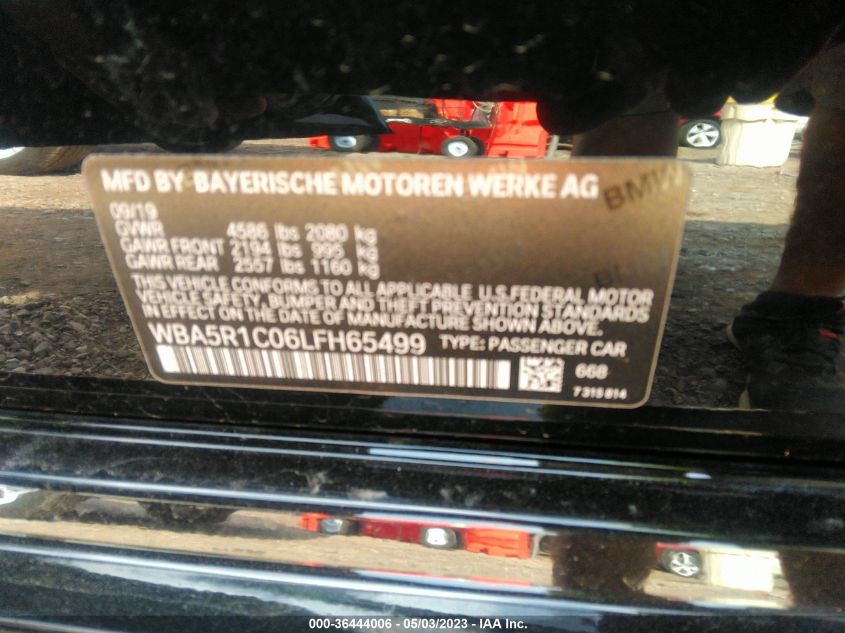 MFD BY BAYERISCHE MOTOREN WERKE AG
BMW
09/19
GVWR 4586 lbs 2080 kg
GAWR FRONT 2194 lbs 995 kg
GAWR REAR 2557 lbs 1160 kg
THIS VEHICLE CONFORMS TO ALL APPLICABLE U.S.FEDERAL MOTOR
VEHICLE SAFETY, BUMPER AND THEFT PREVENTION STANDARDS
IN EFFECT ON THE DATE OF MANUFACTURE SHOWN ABOVE.
WBA5R1C06LFH65499 TYPE: PASSENGER CAR
668
7315814
000-36444006 - 05/03/2023 - IAA Inc.